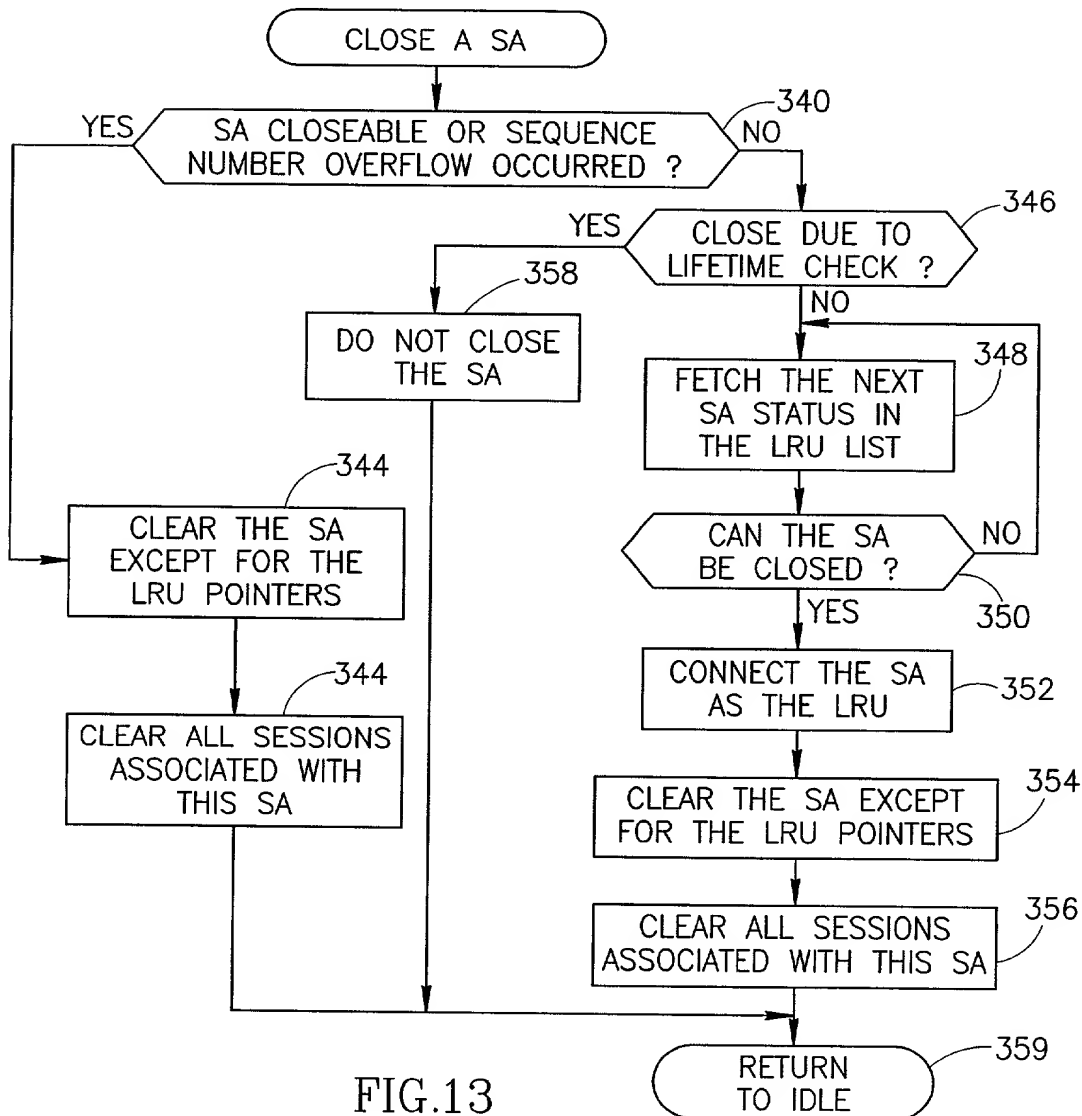 CLOSE A SA
340
YES
SA CLOSEABLE OR SEQUENCE
NUMBER OVERFLOW OCCURRED ?
NO
346
YES
CLOSE DUE TO
LIFETIME CHECK ?
NO
358
DO NOT CLOSE
THE SA
348
FETCH THE NEXT
SA STATUS IN
THE LRU LIST
344
CLEAR THE SA
EXCEPT FOR THE
LRU POINTERS
CAN THE SA
BE CLOSED ?
NO
350
YES
344
CLEAR ALL SESSIONS
ASSOCIATED WITH
THIS SA
CONNECT THE SA
AS THE LRU
352
354
CLEAR THE SA EXCEPT
FOR THE LRU POINTERS
356
CLEAR ALL SESSIONS
ASSOCIATED WITH THIS SA
359
RETURN
TO IDLE
FIG.13